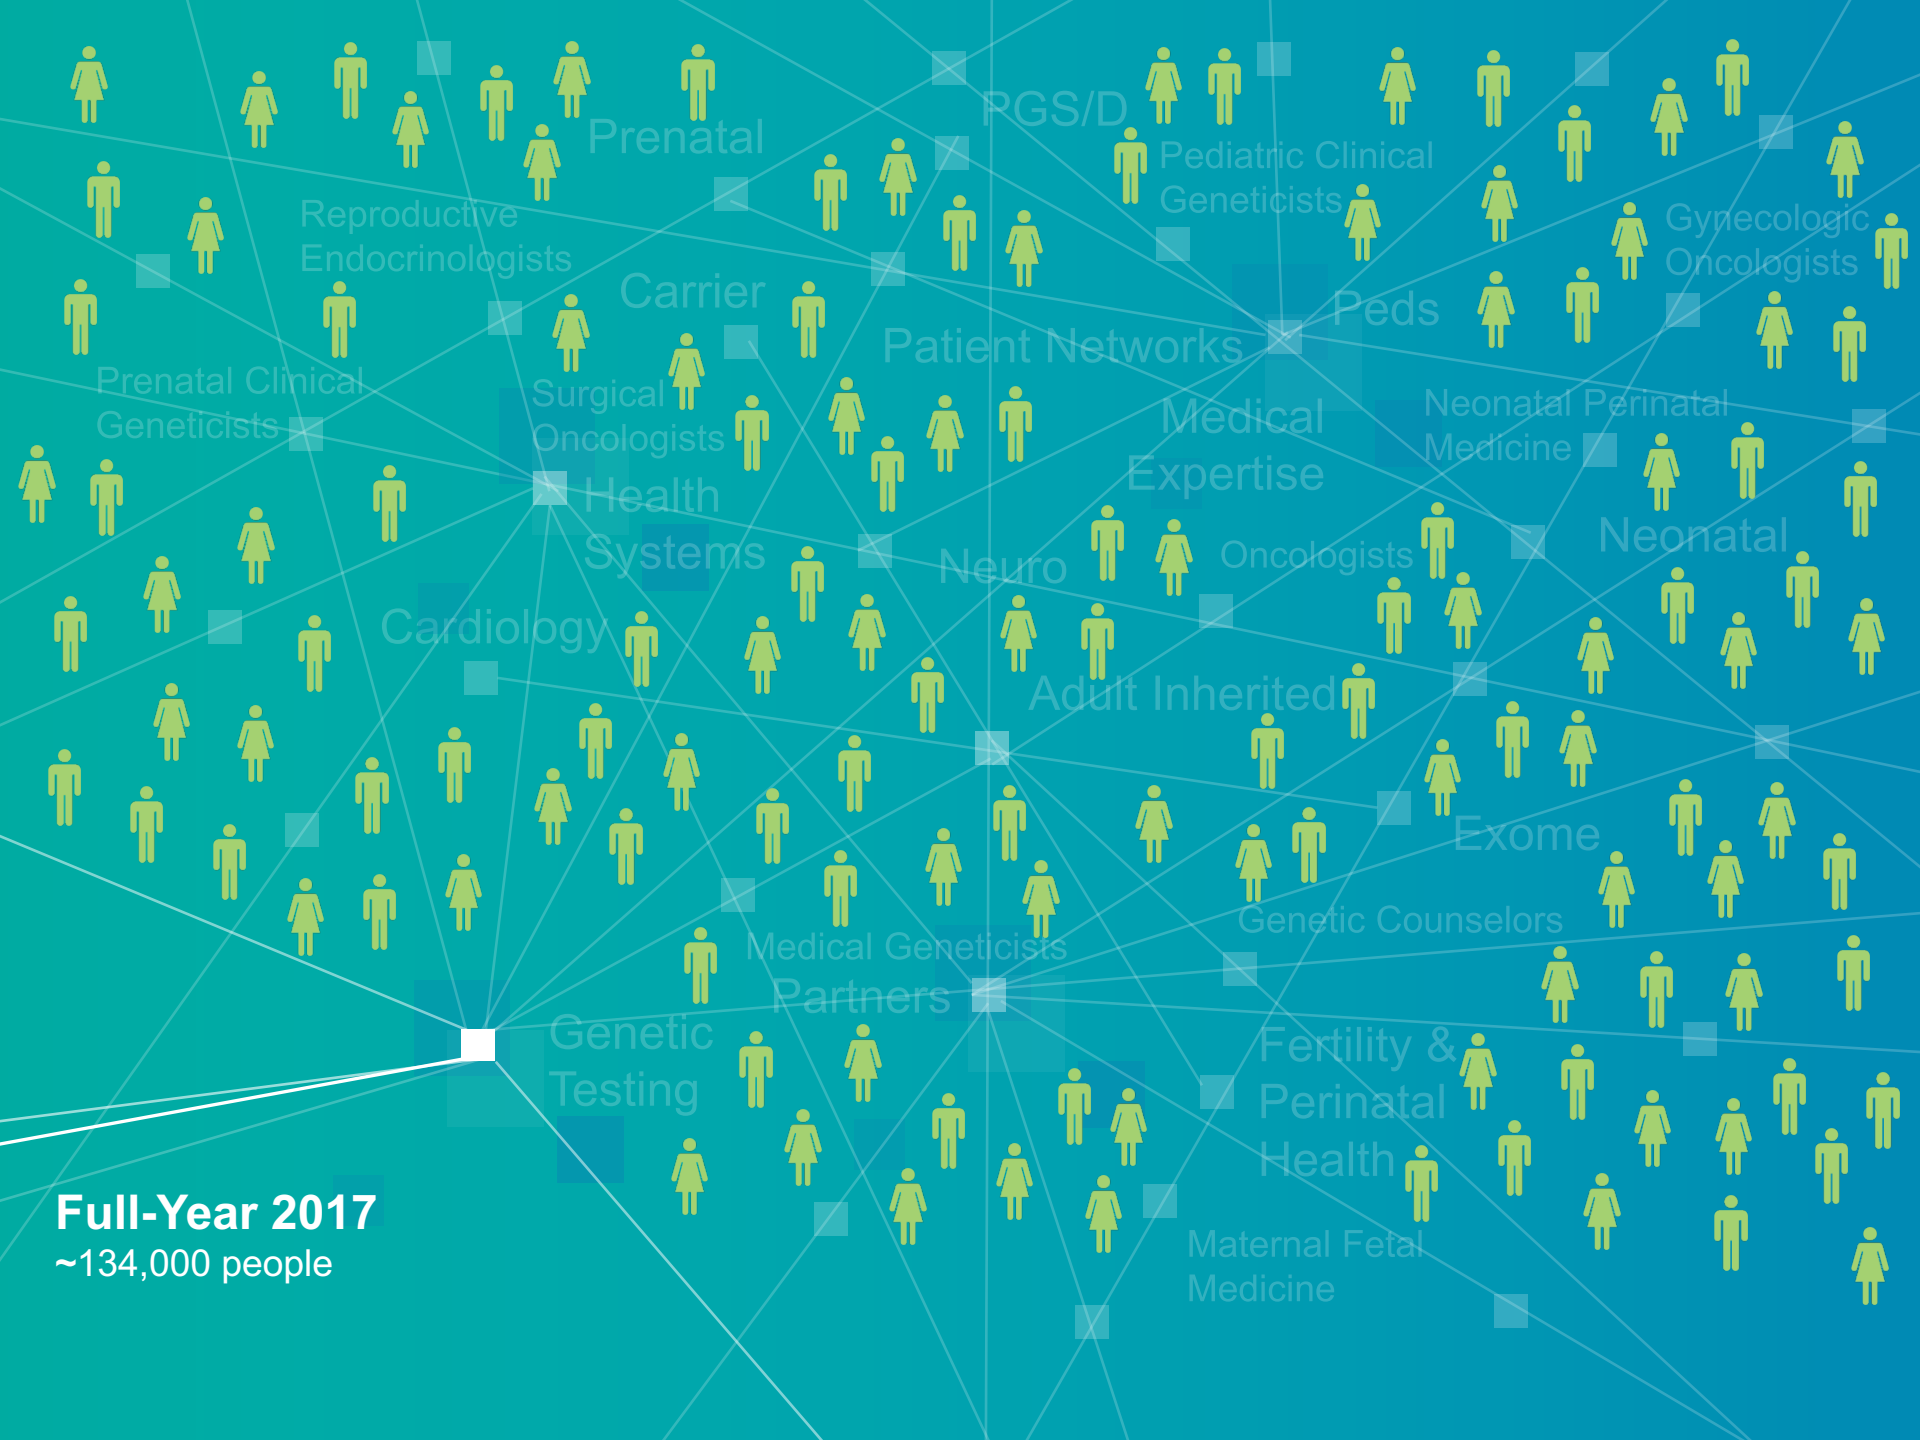 PGS/D
Prenatal
Pediatric Clinical
Geneticists
Reproductive
Endocrinologists
Gynecologic
Oncologists
Carrier
Peds
Patient Networks
Prenatal Clinical
Geneticists
Surgical
Oncologists
Medical
Expertise
Neonatal Perinatal
Medicine
Health
Systems
Neuro
Oncologists
Neonatal
Cardiology
Adult Inherited
Exome
Genetic Counselors
Medical Geneticists
Partners
Genetic
Testing
Fertility &
Perinatal
Health
Full-Year 2017
~134,000 people
Maternal Fetal
Medicine